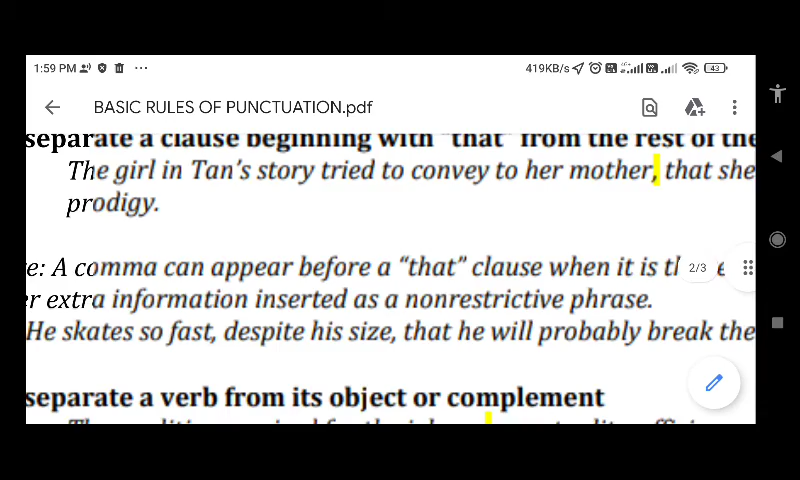 1:59 PM ...
419KB/s 43
BASIC RULES OF PUNCTUATION.pdf
separate a clause beginning with "that" from the rest of the
The girl in Tan's story tried to convey to her mother, that she
prodigy.
e: A comma can appear before a “that” clause when it is
2/3
r extra information inserted as a nonrestrictive phrase.
He skates so fast, despite his size, that he will probably break the
separate a verb from its object or complement